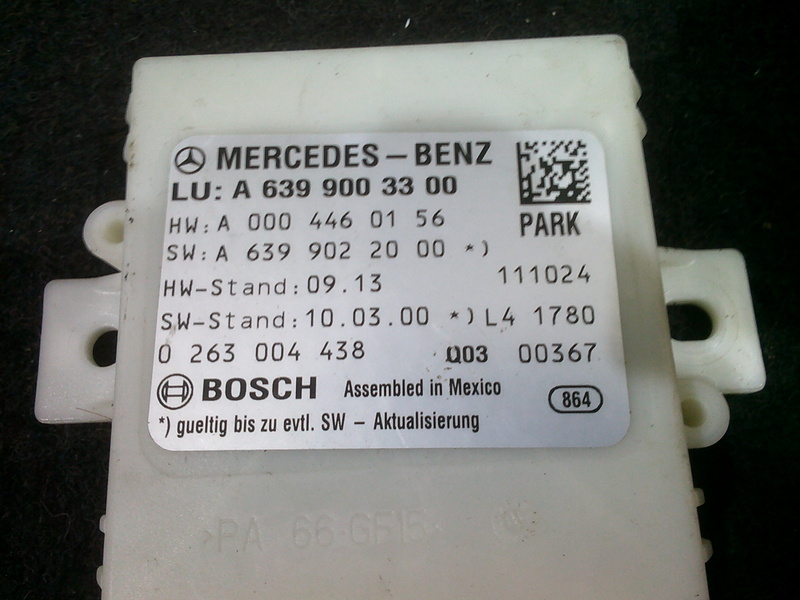 MERCEDES-BENZ
LU: A 639 900 33 00
PARK
HW: A 000 446 01 56
SW: A 639 902 20 00 *)
HW-Stand: 09.13 111024
SW-Stand: 10.03.00 *) L4 1780
0 263 004 438 Q03 00367
BOSCH Assembled in Mexico 864
*) gueltig bis zu evtl. SW - Aktualisierung
>PA 66-GF15<